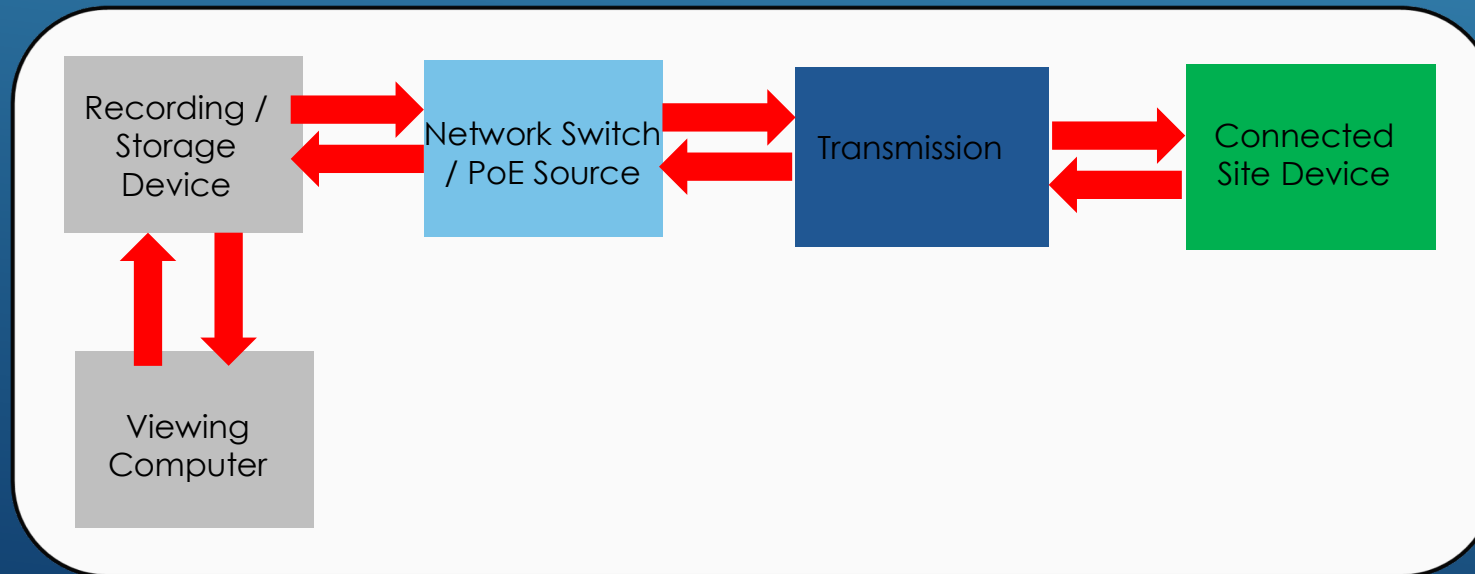 Recording /
Storage
Device
Network Switch
/ PoE Source
Transmission
Connected
Site Device
Viewing
Computer